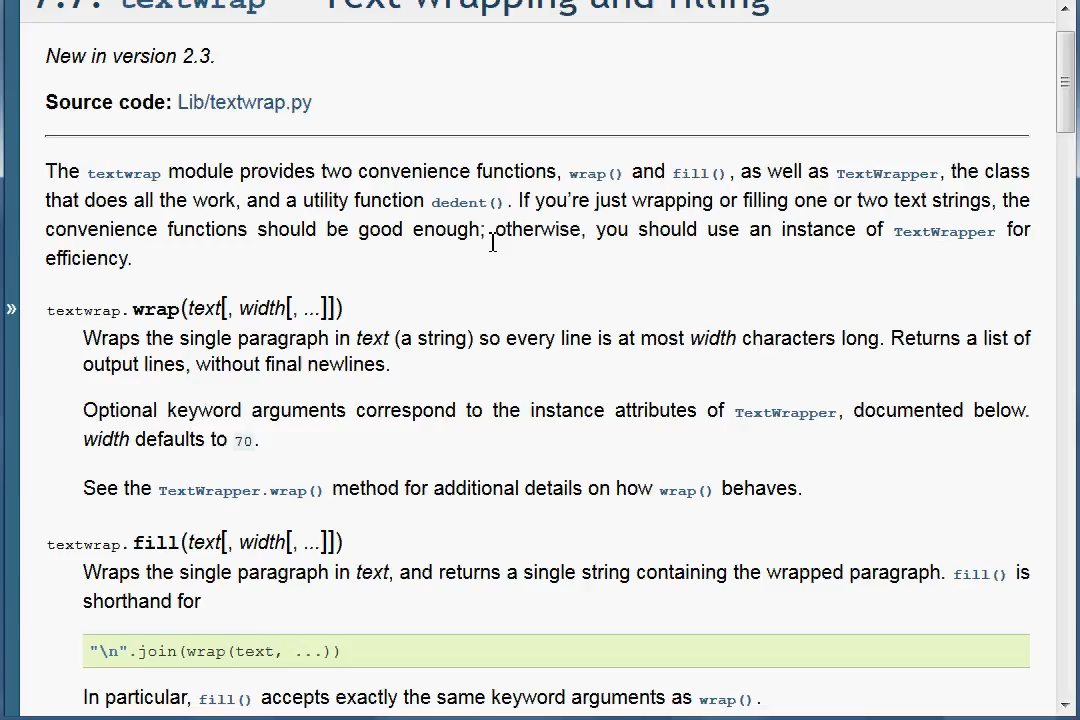 7.7. textwrap — Text wrapping and filling
New in version 2.3.
Source code: Lib/textwrap.py
The textwrap module provides two convenience functions, wrap() and fill(), as well as TextWrapper, the class
that does all the work, and a utility function dedent(). If you’re just wrapping or filling one or two text strings, the
convenience functions should be good enough; otherwise, you should use an instance of TextWrapper for
efficiency.
»
textwrap.wrap(text[, width[, ...]])
Wraps the single paragraph in text (a string) so every line is at most width characters long. Returns a list of
output lines, without final newlines.
Optional keyword arguments correspond to the instance attributes of TextWrapper, documented below.
width defaults to 70.
See the TextWrapper.wrap() method for additional details on how wrap() behaves.
textwrap.fill(text[, width[, ...]])
Wraps the single paragraph in text, and returns a single string containing the wrapped paragraph. fill() is
shorthand for
"\n".join(wrap(text, ...))
In particular, fill() accepts exactly the same keyword arguments as wrap().